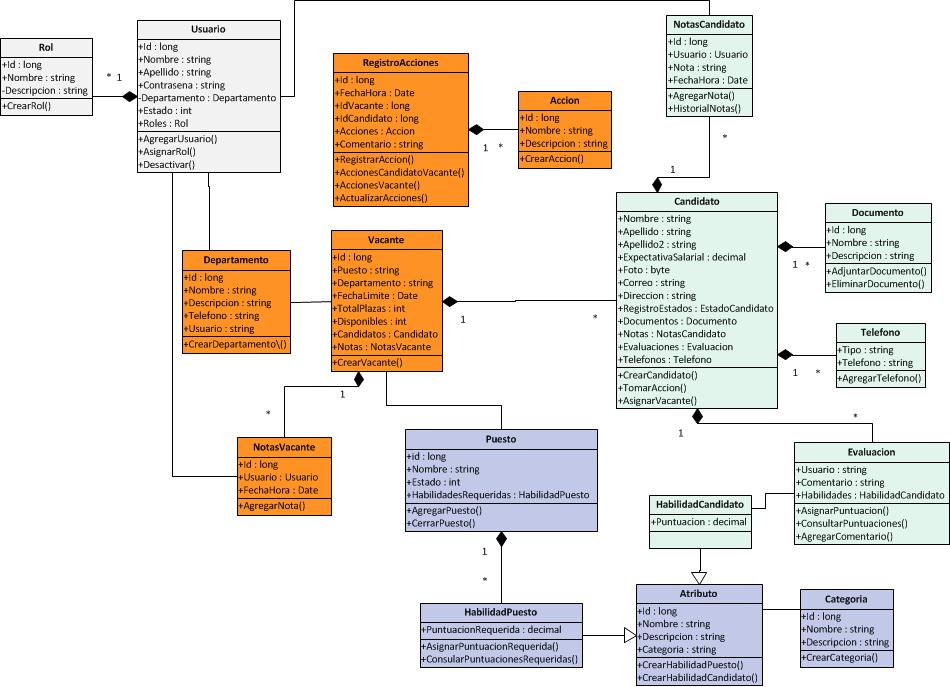 Rol
+Id : long
+Nombre : string
-Descripcion : string
+CrearRol()
* 1
Usuario
+Id : long
+Nombre : string
+Apellido : string
+Contrasena : string
-Departamento : Departamento
+Estado : int
+Roles : Rol
+AgregarUsuario()
+AsignarRol()
+Desactivar()
RegistroAcciones
+Id : long
+FechaHora : Date
+IdVacante : long
+IdCandidato : long
+Acciones : Accion
+Comentario : string
+RegistrarAccion()
+AccionesCandidatoVacante()
+AccionesVacante()
+ActualizarAcciones()
1 *
Accion
+Id : long
+Nombre : string
+Descripcion : string
+CrearAccion()
NotasCandidato
+Id : long
+Usuario : Usuario
+Nota : string
+FechaHora : Date
+AgregarNota()
+HistorialNotas()
*
1
Candidato
+Nombre : string
+Apellido : string
+Apellido2 : string
+ExpectativaSalarial : decimal
+Foto : byte
+Correo : string
+Direccion : string
+RegistroEstados : EstadoCandidato
+Documentos : Documento
+Notas : NotasCandidato
+Evaluaciones : Evaluacion
+Telefonos : Telefono
+CrearCandidato()
+TomarAccion()
+AsignarVacante()
Documento
+Id : long
+Nombre : string
+Descripcion : string
+AdjuntarDocumento()
+EliminarDocumento()
1 *
Telefono
+Tipo : string
+Telefono : string
+AgregarTelefono()
1 *
Departamento
+Id : long
+Nombre : string
+Descripcion : string
+Telefono : string
+Usuario : string
+CrearDepartamento\()
Vacante
+Id : long
+Puesto : string
+Departamento : string
+FechaLimite : Date
+TotalPlazas : int
+Disponibles : int
+Candidatos : Candidato
+Notas : NotasVacante
+CrearVacante()
1
*
1
*
NotasVacante
+Id : long
+Usuario : Usuario
+FechaHora : Date
+AgregarNota()
Puesto
+id : long
+Nombre : string
+Estado : int
+HabilidadesRequeridas : HabilidadPuesto
+AgregarPuesto()
+CerrarPuesto()
1
*
*
1
Evaluacion
+Usuario : string
+Comentario : string
+Habilidades : HabilidadCandidato
+AsignarPuntuacion()
+ConsultarPuntuaciones()
+AgregarComentario()
HabilidadCandidato
+Puntuacion : decimal
HabilidadPuesto
+PuntuacionRequerida : decimal
+AsignarPuntuacionRequerida()
+ConsularPuntuacionesRequeridas()
Atributo
+Id : long
+Nombre : string
+Descripcion : string
+Categoria : string
+CrearHabilidadPuesto()
+CrearHabilidadCandidato()
Categoria
+Id : long
+Nombre : string
+Descripcion : string
+CrearCategoria()